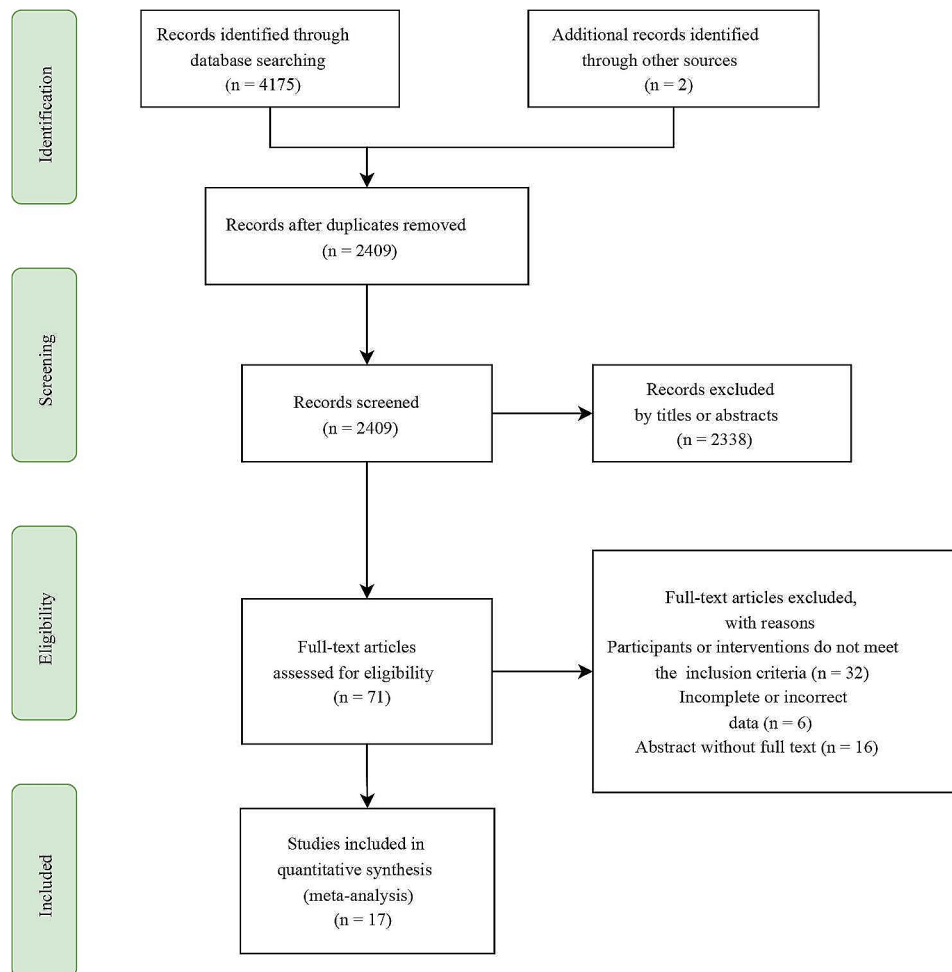 Identification
Records identified through
database searching
(n = 4175)
Additional records identified
through other sources
(n = 2)
Records after duplicates removed
(n = 2409)
Screening
Records screened
(n = 2409)
Records excluded
by titles or abstracts
(n = 2338)
Eligibility
Full-text articles
assessed for eligibility
(n = 71)
Full-text articles excluded,
with reasons
Participants or interventions do not meet
the inclusion criteria (n = 32)
Incomplete or incorrect
data (n = 6)
Abstract without full text (n = 16)
Included
Studies included in
quantitative synthesis
(meta-analysis)
(n = 17)